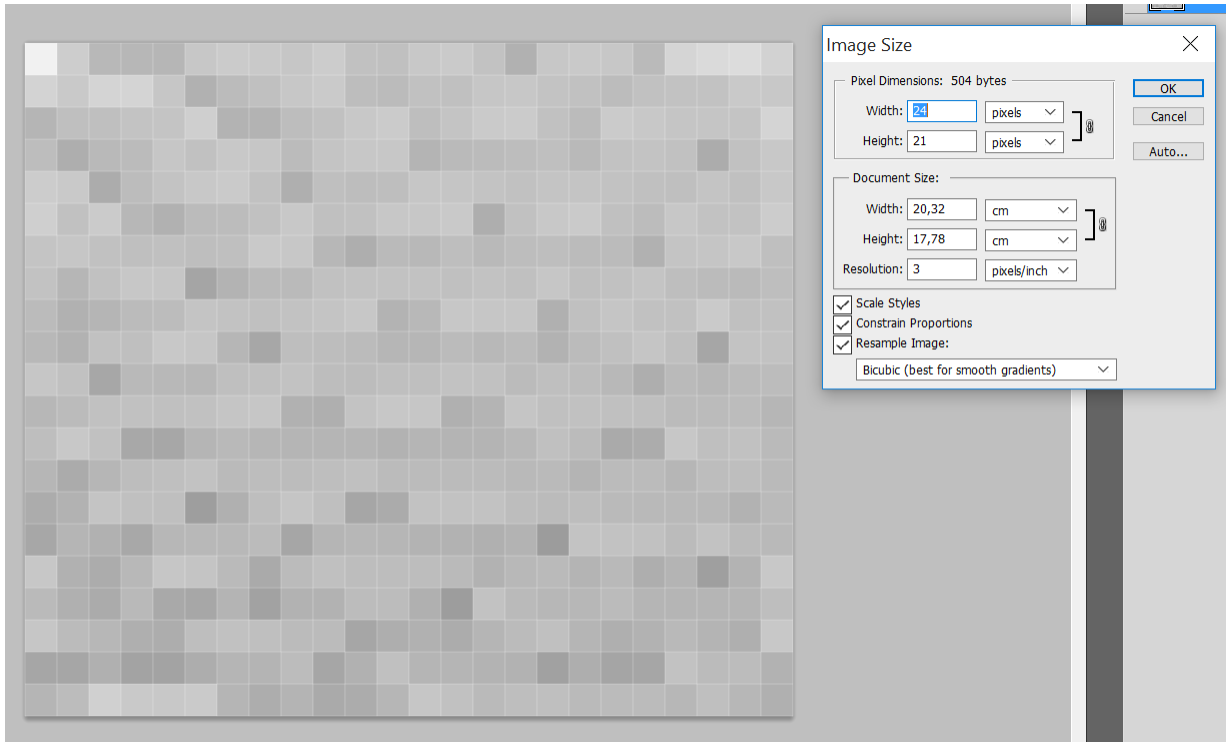 Image Size
Pixel Dimensions: 504 bytes
OK
Width: 24 pixels
Cancel
Height: 21 pixels
Auto...
Document Size:
Width: 20,32 cm
Height: 17,78 cm
Resolution: 3 pixels/inch
Scale Styles
Constrain Proportions
Resample Image:
Bicubic (best for smooth gradients)